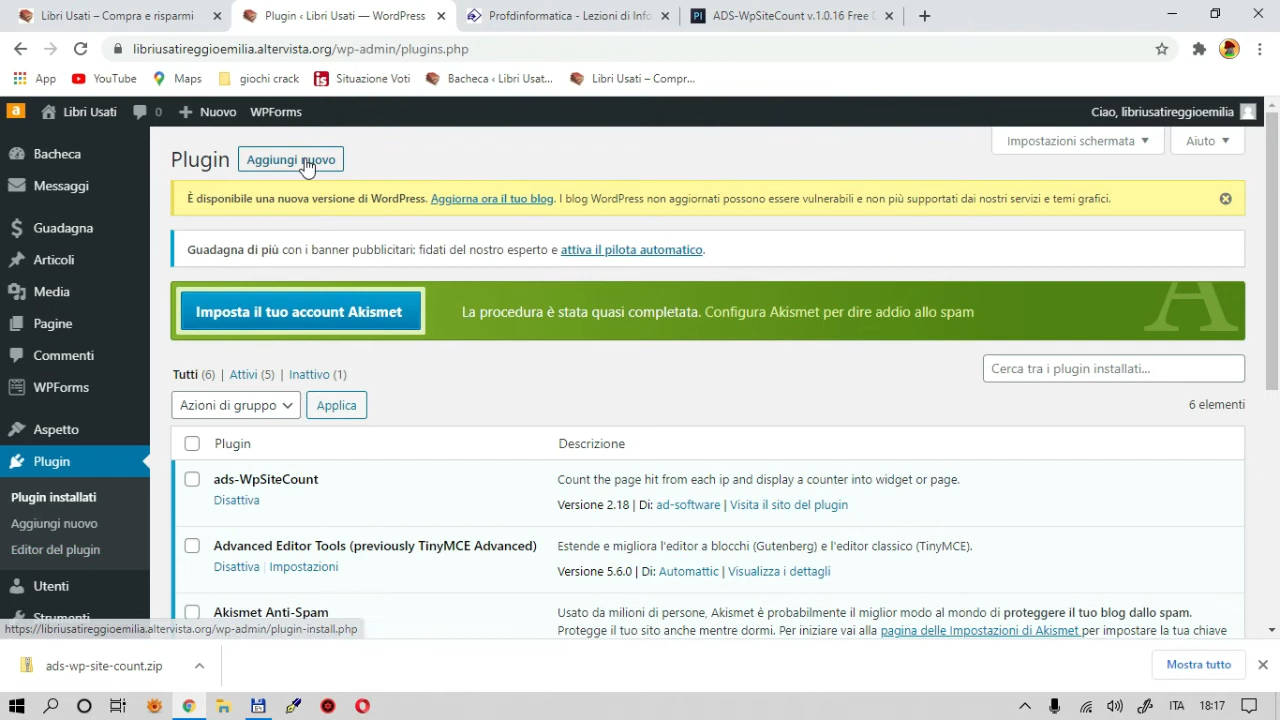 Libri Usati – Compra e risparmi
Plugin ‹ Libri Usati — WordPress
Profdinformatica - Lezioni di Info
ADS-WpSiteCount v.1.0.16 Free D
libriusatireggioemilia.altervista.org/wp-admin/plugins.php
App
YouTube
Maps
giochi crack
Situazione Voti
Bacheca ‹ Libri Usati...
Libri Usati – Compr...
a
Libri Usati
0
Nuovo
WPForms
Ciao, libriusatireggioemilia
Bacheca
Messaggi
Guadagna
Articoli
Media
Pagine
Commenti
WPForms
Aspetto
Plugin
Plugin installati
Aggiungi nuovo
Editor del plugin
Utenti
Strumenti
Impostazioni schermata
Aiuto
Plugin
Aggiungi nuovo
È disponibile una nuova versione di WordPress. Aggiorna ora il tuo blog. I blog WordPress non aggiornati possono essere vulnerabili e non più supportati dai nostri servizi e temi grafici.
Guadagna di più con i banner pubblicitari: fidati del nostro esperto e attiva il pilota automatico.
Imposta il tuo account Akismet
La procedura è stata quasi completata. Configura Akismet per dire addio allo spam
A
Tutti (6) | Attivi (5) | Inattivo (1)
Cerca tra i plugin installati...
Azioni di gruppo
Applica
6 elementi
Plugin
Descrizione
ads-WpSiteCount
Disattiva
Count the page hit from each ip and display a counter into widget or page.
Versione 2.18 | Di: ad-software | Visita il sito del plugin
Advanced Editor Tools (previously TinyMCE Advanced)
Disattiva | Impostazioni
Estende e migliora l'editor a blocchi (Gutenberg) e l'editor classico (TinyMCE).
Versione 5.6.0 | Di: Automattic | Visualizza i dettagli
Akismet Anti-Spam
Usato da milioni di persone, Akismet è probabilmente il miglior modo al mondo di proteggere il tuo blog dallo spam.
Protegge il tuo sito anche mentre dormi. Per iniziare vai alla pagina delle Impostazioni di Akismet per impostare la tua chiave
https://libriusatireggioemilia.altervista.org/wp-admin/plugin-install.php
ads-wp-site-count.zip
Mostra tutto
ITA
18:17